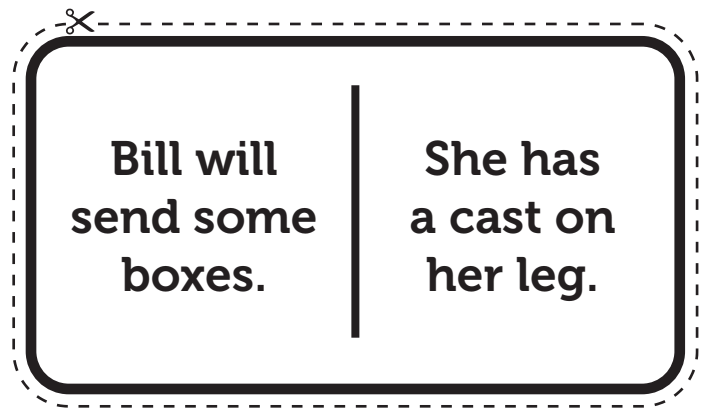 Bill will
send some
boxes.
She has
a cast on
her leg.